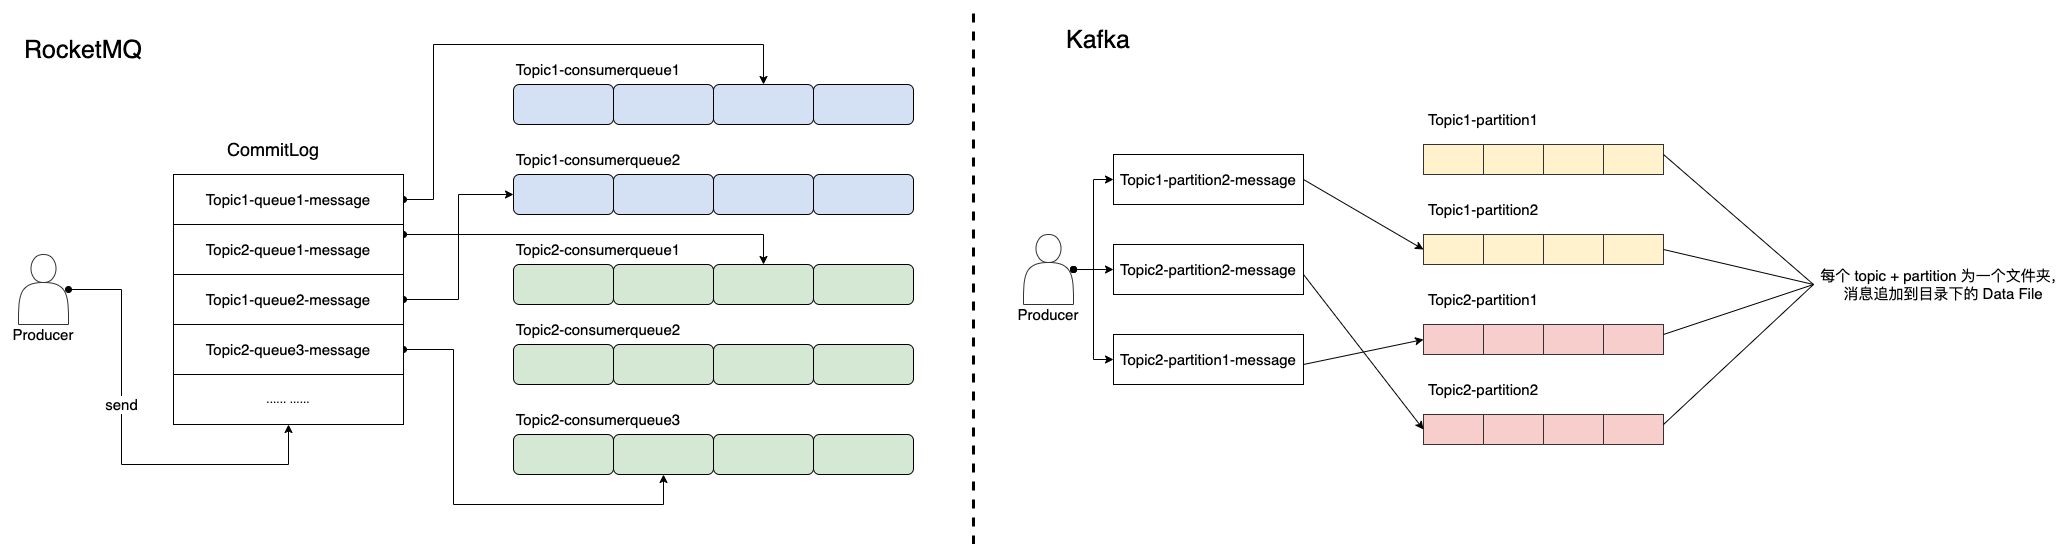 RocketMQ
CommitLog
Topic1-queue1-message
Topic2-queue1-message
Topic1-queue2-message
Topic2-queue3-message
...... ......
Producer
send
Topic1-consumerqueue1
Topic1-consumerqueue2
Topic2-consumerqueue1
Topic2-consumerqueue2
Topic2-consumerqueue3
Kafka
Producer
Topic1-partition2-message
Topic2-partition2-message
Topic2-partition1-message
Topic1-partition1
Topic1-partition2
Topic2-partition1
Topic2-partition2
每个 topic + partition 为一个文件夹，
消息追加到目录下的 Data File